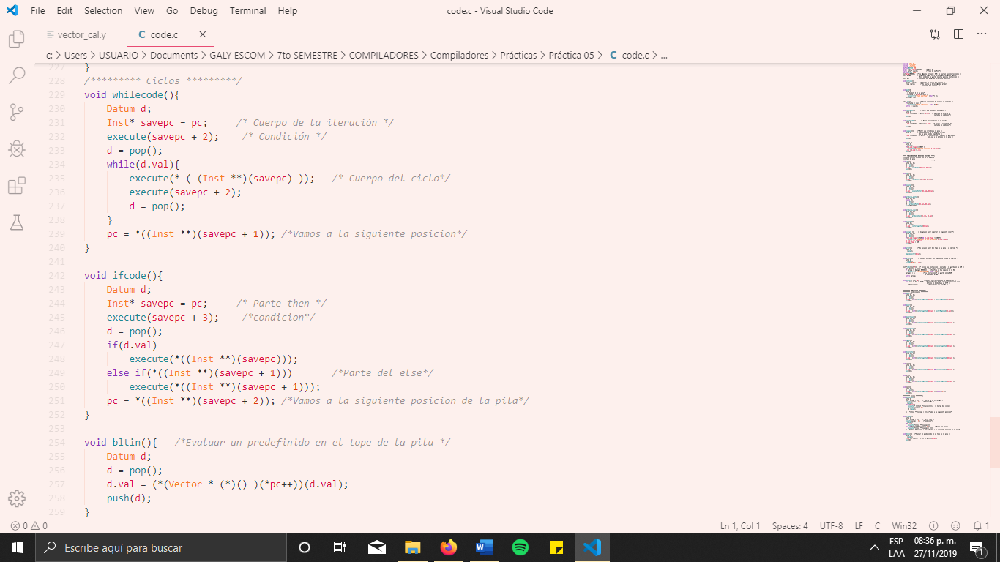 File Edit Selection View Go Debug Terminal Help code.c - Visual Studio Code
vector_cal.y C code.c
c: > Users > USUARIO > Documents > GALY ESCOM > 7to SEMESTRE > COMPILADORES > Compiladores > Prácticas > Práctica 05 > C code.c > ...
227 }
228 /********* Ciclos *********/
229 void whilecode(){
230     Datum d;
231     Inst* savepc = pc;     /* Cuerpo de la iteración */
232     execute(savepc + 2);    /* Condición */
233     d = pop();
234     while(d.val){
235         execute(* ( (Inst **)(savepc) ));   /* Cuerpo del ciclo*/
236         execute(savepc + 2);
237         d = pop();
238     }
239     pc = *((Inst **)(savepc + 1)); /*Vamos a la siguiente posicion*/
240 }
241
242 void ifcode(){
243     Datum d;
244     Inst* savepc = pc;     /* Parte then */
245     execute(savepc + 3);    /*condicion*/
246     d = pop();
247     if(d.val)
248         execute(*((Inst **)(savepc)));
249     else if(*((Inst **)(savepc + 1)))       /*Parte del else*/
250         execute(*((Inst **)(savepc + 1)));
251     pc = *((Inst **)(savepc + 2)); /*Vamos a la siguiente posicion de la pila*/
252 }
253
254 void bltin(){   /*Evaluar un predefinido en el tope de la pila */
255     Datum d;
256     d = pop();
257     d.val = (*(Vector * (*)() )(*pc++))(d.val);
258     push(d);
259 }
0 0 Ln 1, Col 1 Spaces: 4 UTF-8 LF C Win32 1
Escribe aquí para buscar
ESP 08:36 p. m.
LAA 27/11/2019 1